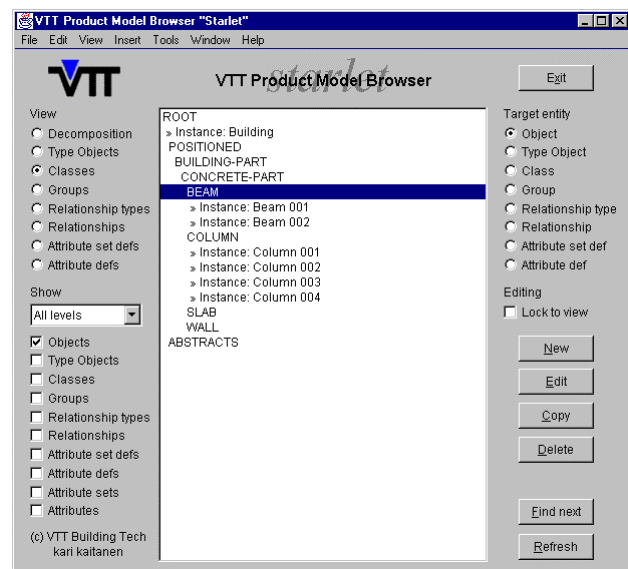 VTT Product Model Browser "Starlet"
File Edit View Insert Tools Window Help
VTT
starlet
VTT Product Model Browser
Exit
View
Decomposition
Type Objects
Classes
Groups
Relationship types
Relationships
Attribute set defs
Attribute defs
Show
All levels
Objects
Type Objects
Classes
Groups
Relationship types
Relationships
Attribute set defs
Attribute defs
Attribute sets
Attributes
(c) VTT Building Tech
kari kaitanen
ROOT
» Instance: Building
POSITIONED
BUILDING-PART
CONCRETE-PART
BEAM
» Instance: Beam 001
» Instance: Beam 002
COLUMN
» Instance: Column 001
» Instance: Column 002
» Instance: Column 003
» Instance: Column 004
SLAB
WALL
ABSTRACTS
Target entity
Object
Type Object
Class
Group
Relationship type
Relationship
Attribute set def
Attribute def
Editing
Lock to view
New
Edit
Copy
Delete
Find next
Refresh